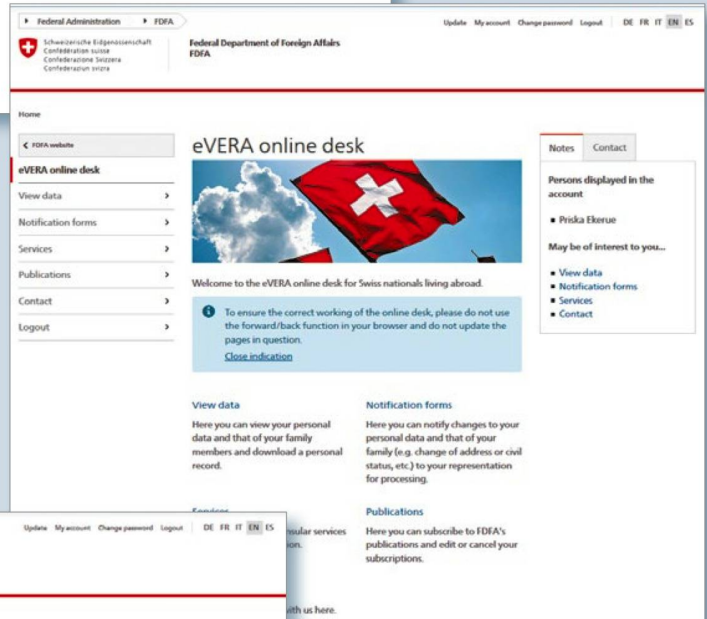 Federal Administration FDFA
Update My account Change password Logout DE FR IT EN ES
Schweizerische Eidgenossenschaft
Confédération suisse
Confederazione Svizzera
Confederaziun svizra
Federal Department of Foreign Affairs
FDFA
Home
FDFA website
eVERA online desk
View data
Notification forms
Services
Publications
Contact
Logout
eVERA online desk
Welcome to the eVERA online desk for Swiss nationals living abroad.
To ensure the correct working of the online desk, please do not use
the forward/back function in your browser and do not update the
pages in question.
Close indication
View data
Here you can view your personal
data and that of your family
members and download a personal
record.
Notification forms
Here you can notify changes to your
personal data and that of your
family (e.g. change of address or civil
status, etc.) to your representation
for processing.
Services
nsular services
on.
Publications
Here you can subscribe to FDFA's
publications and edit or cancel your
subscriptions.
with us here.
Notes Contact
Persons displayed in the
account
Priska Ekerue
May be of interest to you...
View data
Notification forms
Services
Contact
Update My account Change password Logout DE FR IT EN ES